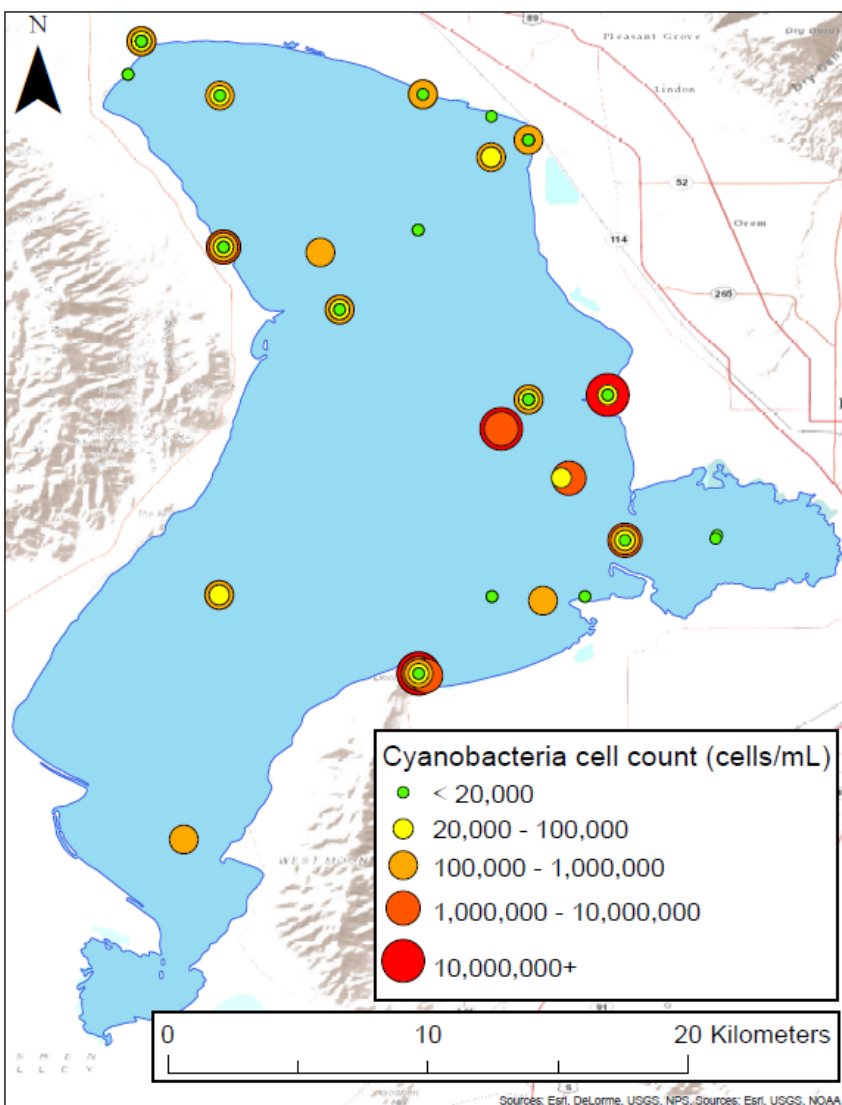 N
89
Pleasant Grove
Lindon
52
Orem
114
265
Cyanobacteria cell count (cells/mL)
< 20,000
20,000 - 100,000
100,000 - 1,000,000
1,000,000 - 10,000,000
10,000,000+
WEST MOUN
91
0 10 20 Kilometers
S H E N
L L E Y
6
Sources: Esri, DeLorme, USGS, NPS, Sources: Esri, USGS, NOAA